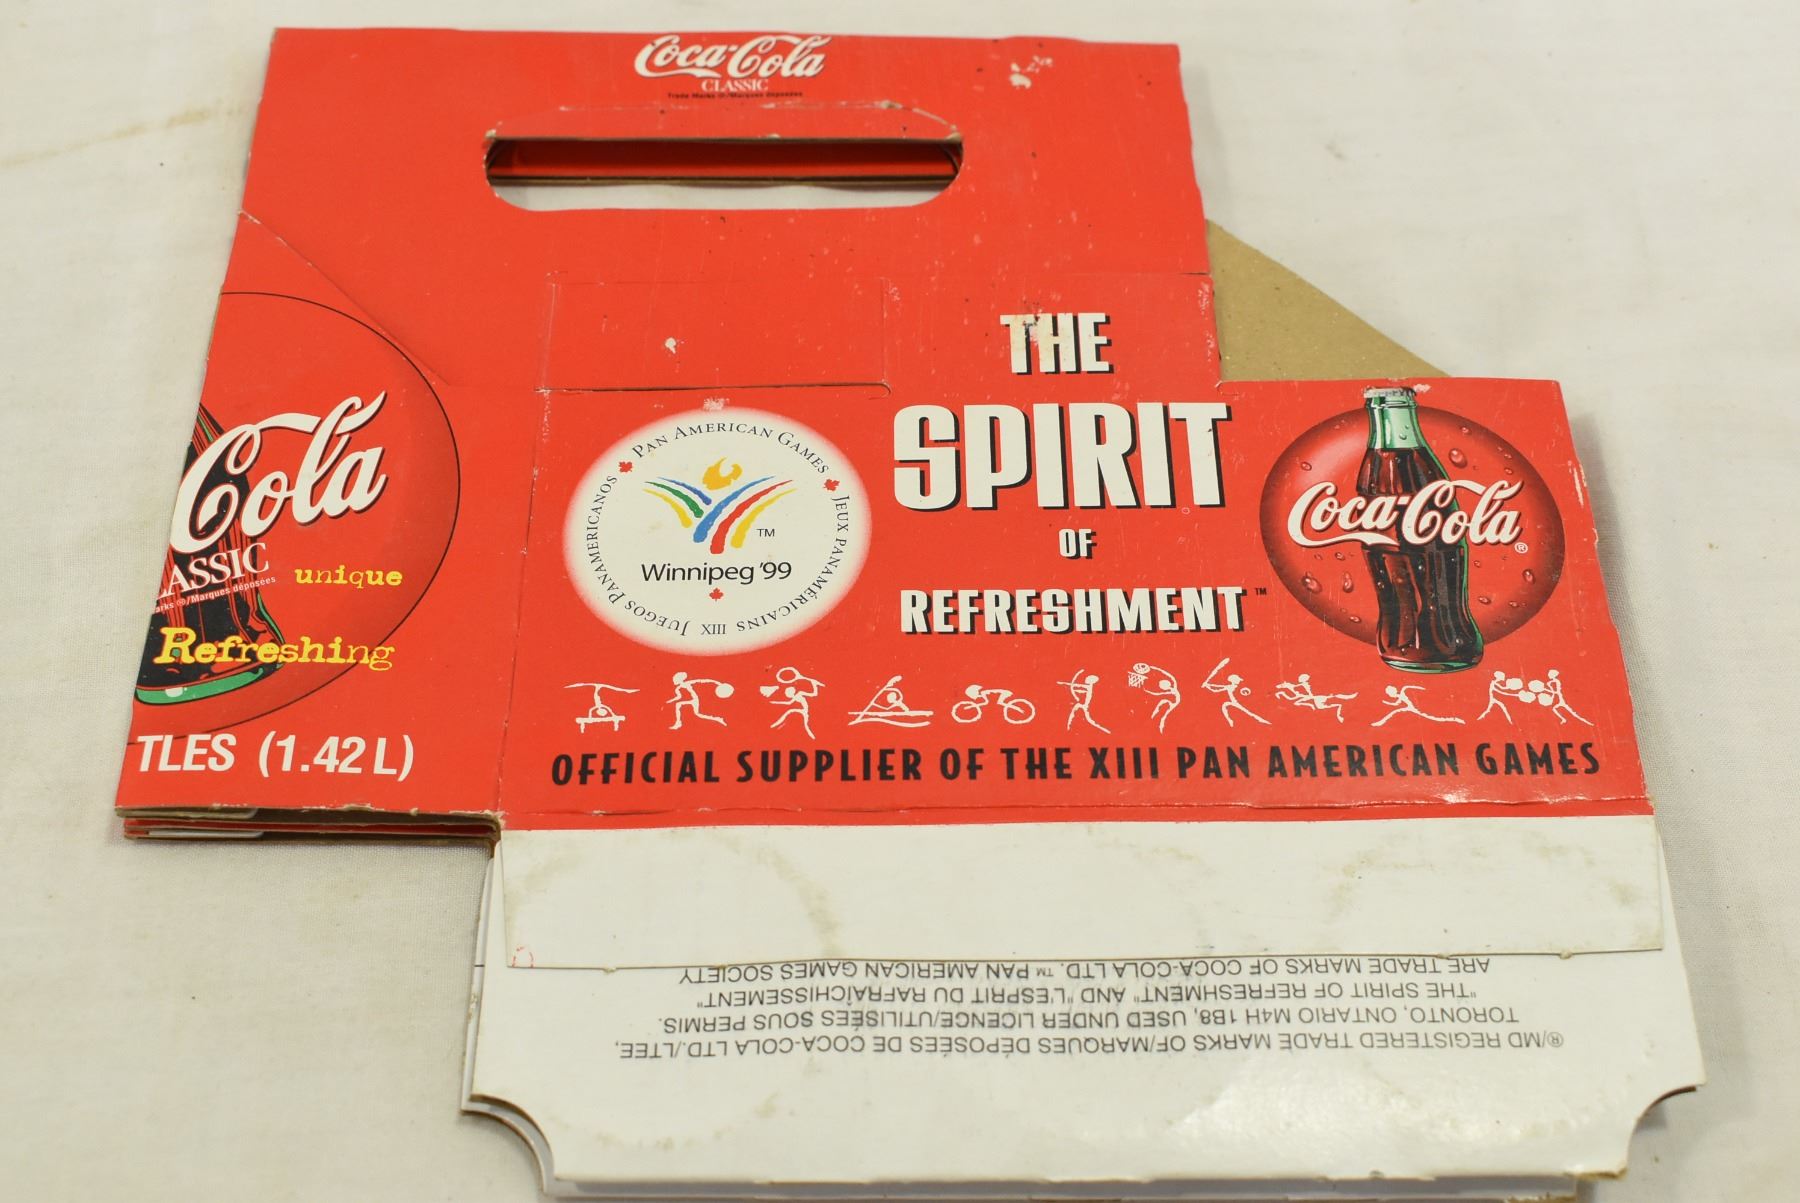 Coca-Cola
CLASSIC
Trade Marks ®/Marques déposées
THE
SPIRIT
OF
REFRESHMENT™
PAN AMERICAN GAMES
JEUX PANAMÉRICAINS
XIII
JUEGOS PANAMERICANOS
TM
Winnipeg '99
Coca-Cola®
Cola
ASSIC
arks ®/Marques déposées
unique
Refreshing
TLES (1.42 L)
OFFICIAL SUPPLIER OF THE XIII PAN AMERICAN GAMES
®/MD REGISTERED TRADE MARKS OF/MARQUES DÉPOSÉES DE COCA-COLA LTD./LTEE,
TORONTO, ONTARIO M4H 1B8, USED UNDER LICENCE/UTILISÉES SOUS PERMIS.
"THE SPIRIT OF REFRESHMENT" AND "L'ESPRIT DU RAFRAÎCHISSEMENT"
ARE TRADE MARKS OF COCA-COLA LTD. ™ PAN AMERICAN GAMES SOCIETY